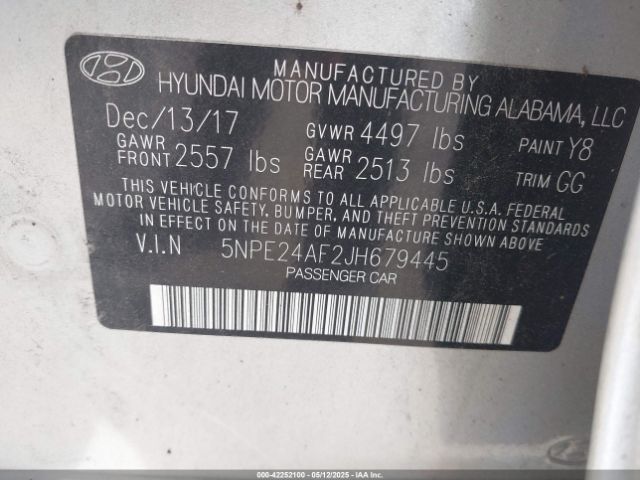 MANUFACTURED BY
HYUNDAI MOTOR MANUFACTURING ALABAMA, LLC
Dec/13/17 GVWR 4497 lbs PAINT Y8
GAWR FRONT 2557 lbs GAWR REAR 2513 lbs TRIM GG
THIS VEHICLE CONFORMS TO ALL APPLICABLE U.S.A. FEDERAL
MOTOR VEHICLE SAFETY, BUMPER, AND THEFT PREVENTION STANDARDS
IN EFFECT ON THE DATE OF MANUFACTURE SHOWN ABOVE
V.I.N 5NPE24AF2JH679445
PASSENGER CAR
000-42252100 - 05/12/2025 - IAAI.COM